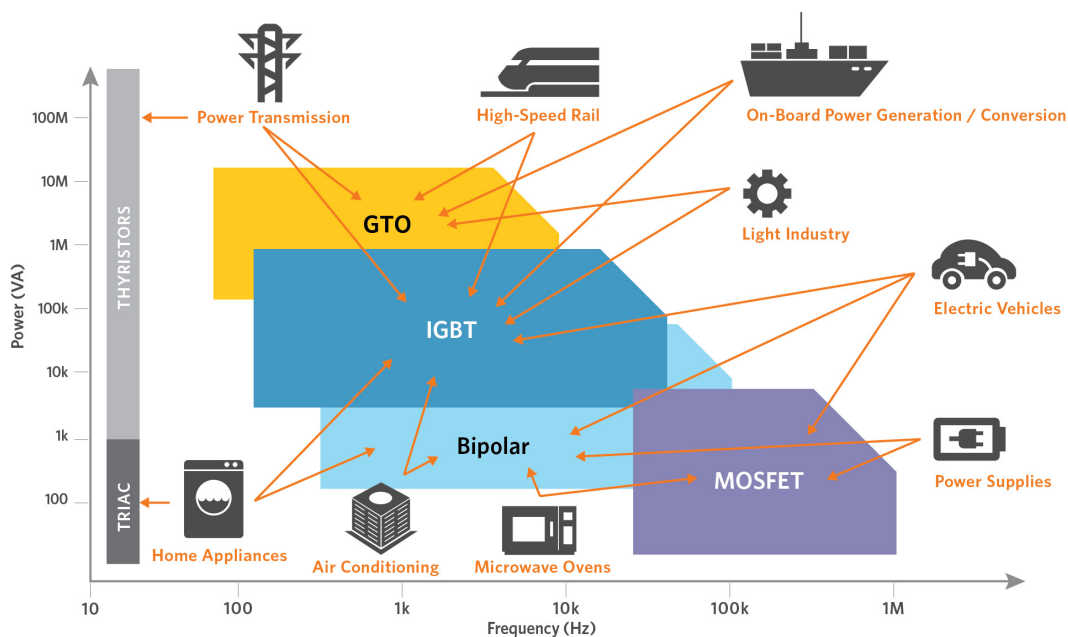 Power Transmission
High-Speed Rail
On-Board Power Generation / Conversion
Light Industry
Electric Vehicles
Power Supplies
Home Appliances
Air Conditioning
Microwave Ovens
GTO
IGBT
Bipolar
MOSFET
THYRISTORS
TRIAC
Power (VA)
100M
10M
1M
100k
10k
1k
100
10
100
1k
10k
100k
1M
Frequency (Hz)